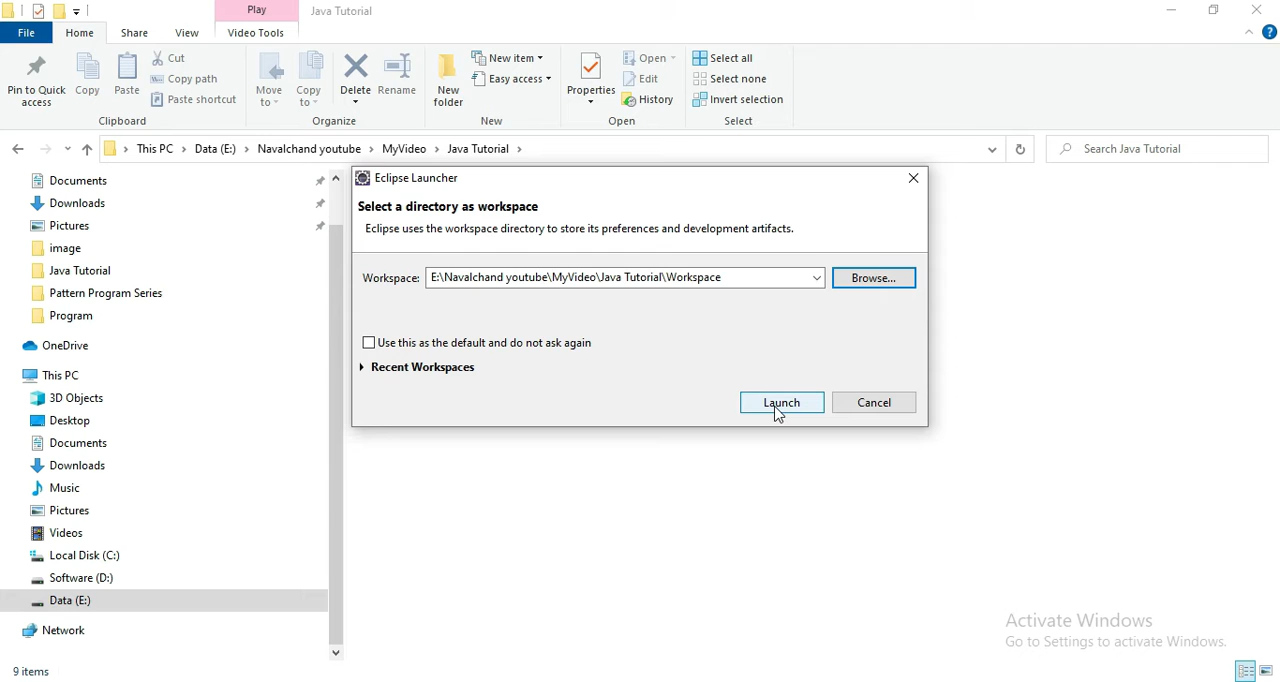 Play
Java Tutorial
File
Home
Share
View
Video Tools
Pin to Quick access
Copy
Paste
Cut
Copy path
Paste shortcut
Clipboard
Move to
Copy to
Delete
Rename
Organize
New folder
New item
Easy access
New
Properties
Open
Edit
History
Open
Select all
Select none
Invert selection
Select
This PC › Data (E:) › Navalchand youtube › MyVideo › Java Tutorial ›
Search Java Tutorial
Documents
Downloads
Pictures
image
Java Tutorial
Pattern Program Series
Program
OneDrive
This PC
3D Objects
Desktop
Documents
Downloads
Music
Pictures
Videos
Local Disk (C:)
Software (D:)
Data (E:)
Network
9 items
Eclipse Launcher
Select a directory as workspace
Eclipse uses the workspace directory to store its preferences and development artifacts.
Workspace: E:\Navalchand youtube\MyVideo\Java Tutorial\Workspace
Browse...
Use this as the default and do not ask again
Recent Workspaces
Launch
Cancel
Activate Windows
Go to Settings to activate Windows.